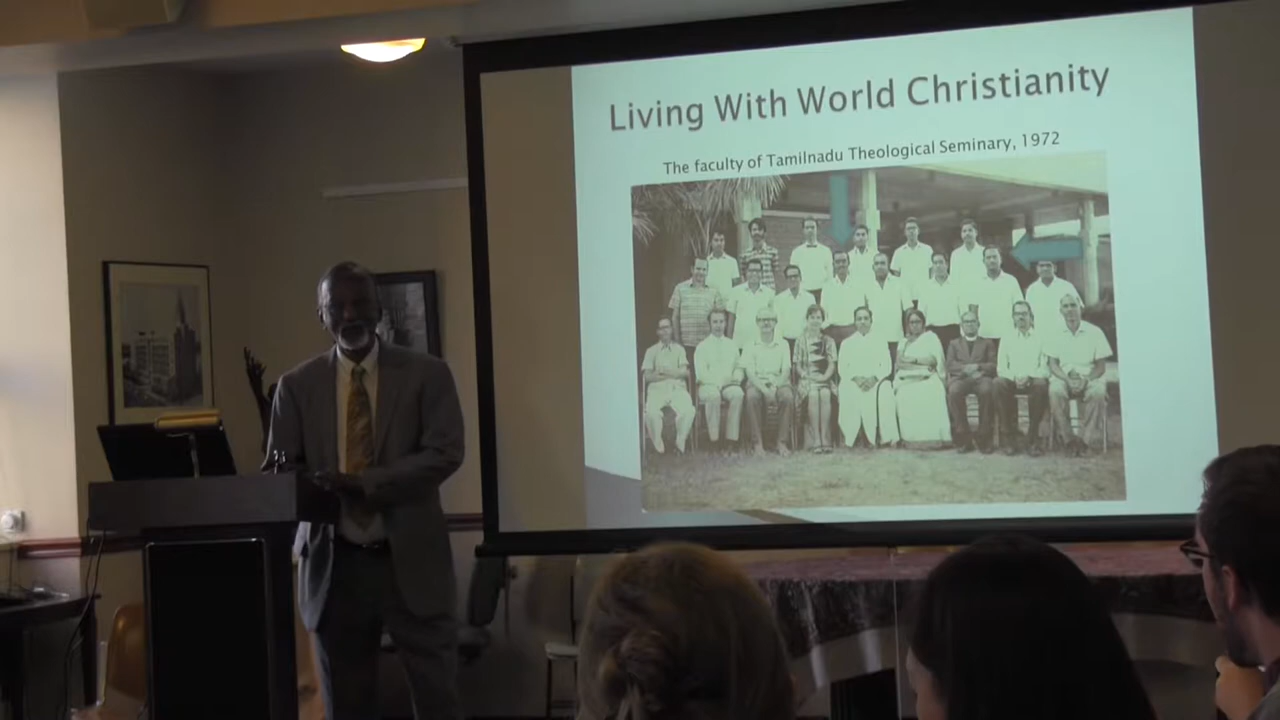 Living With World Christianity
The faculty of Tamilnadu Theological Seminary, 1972